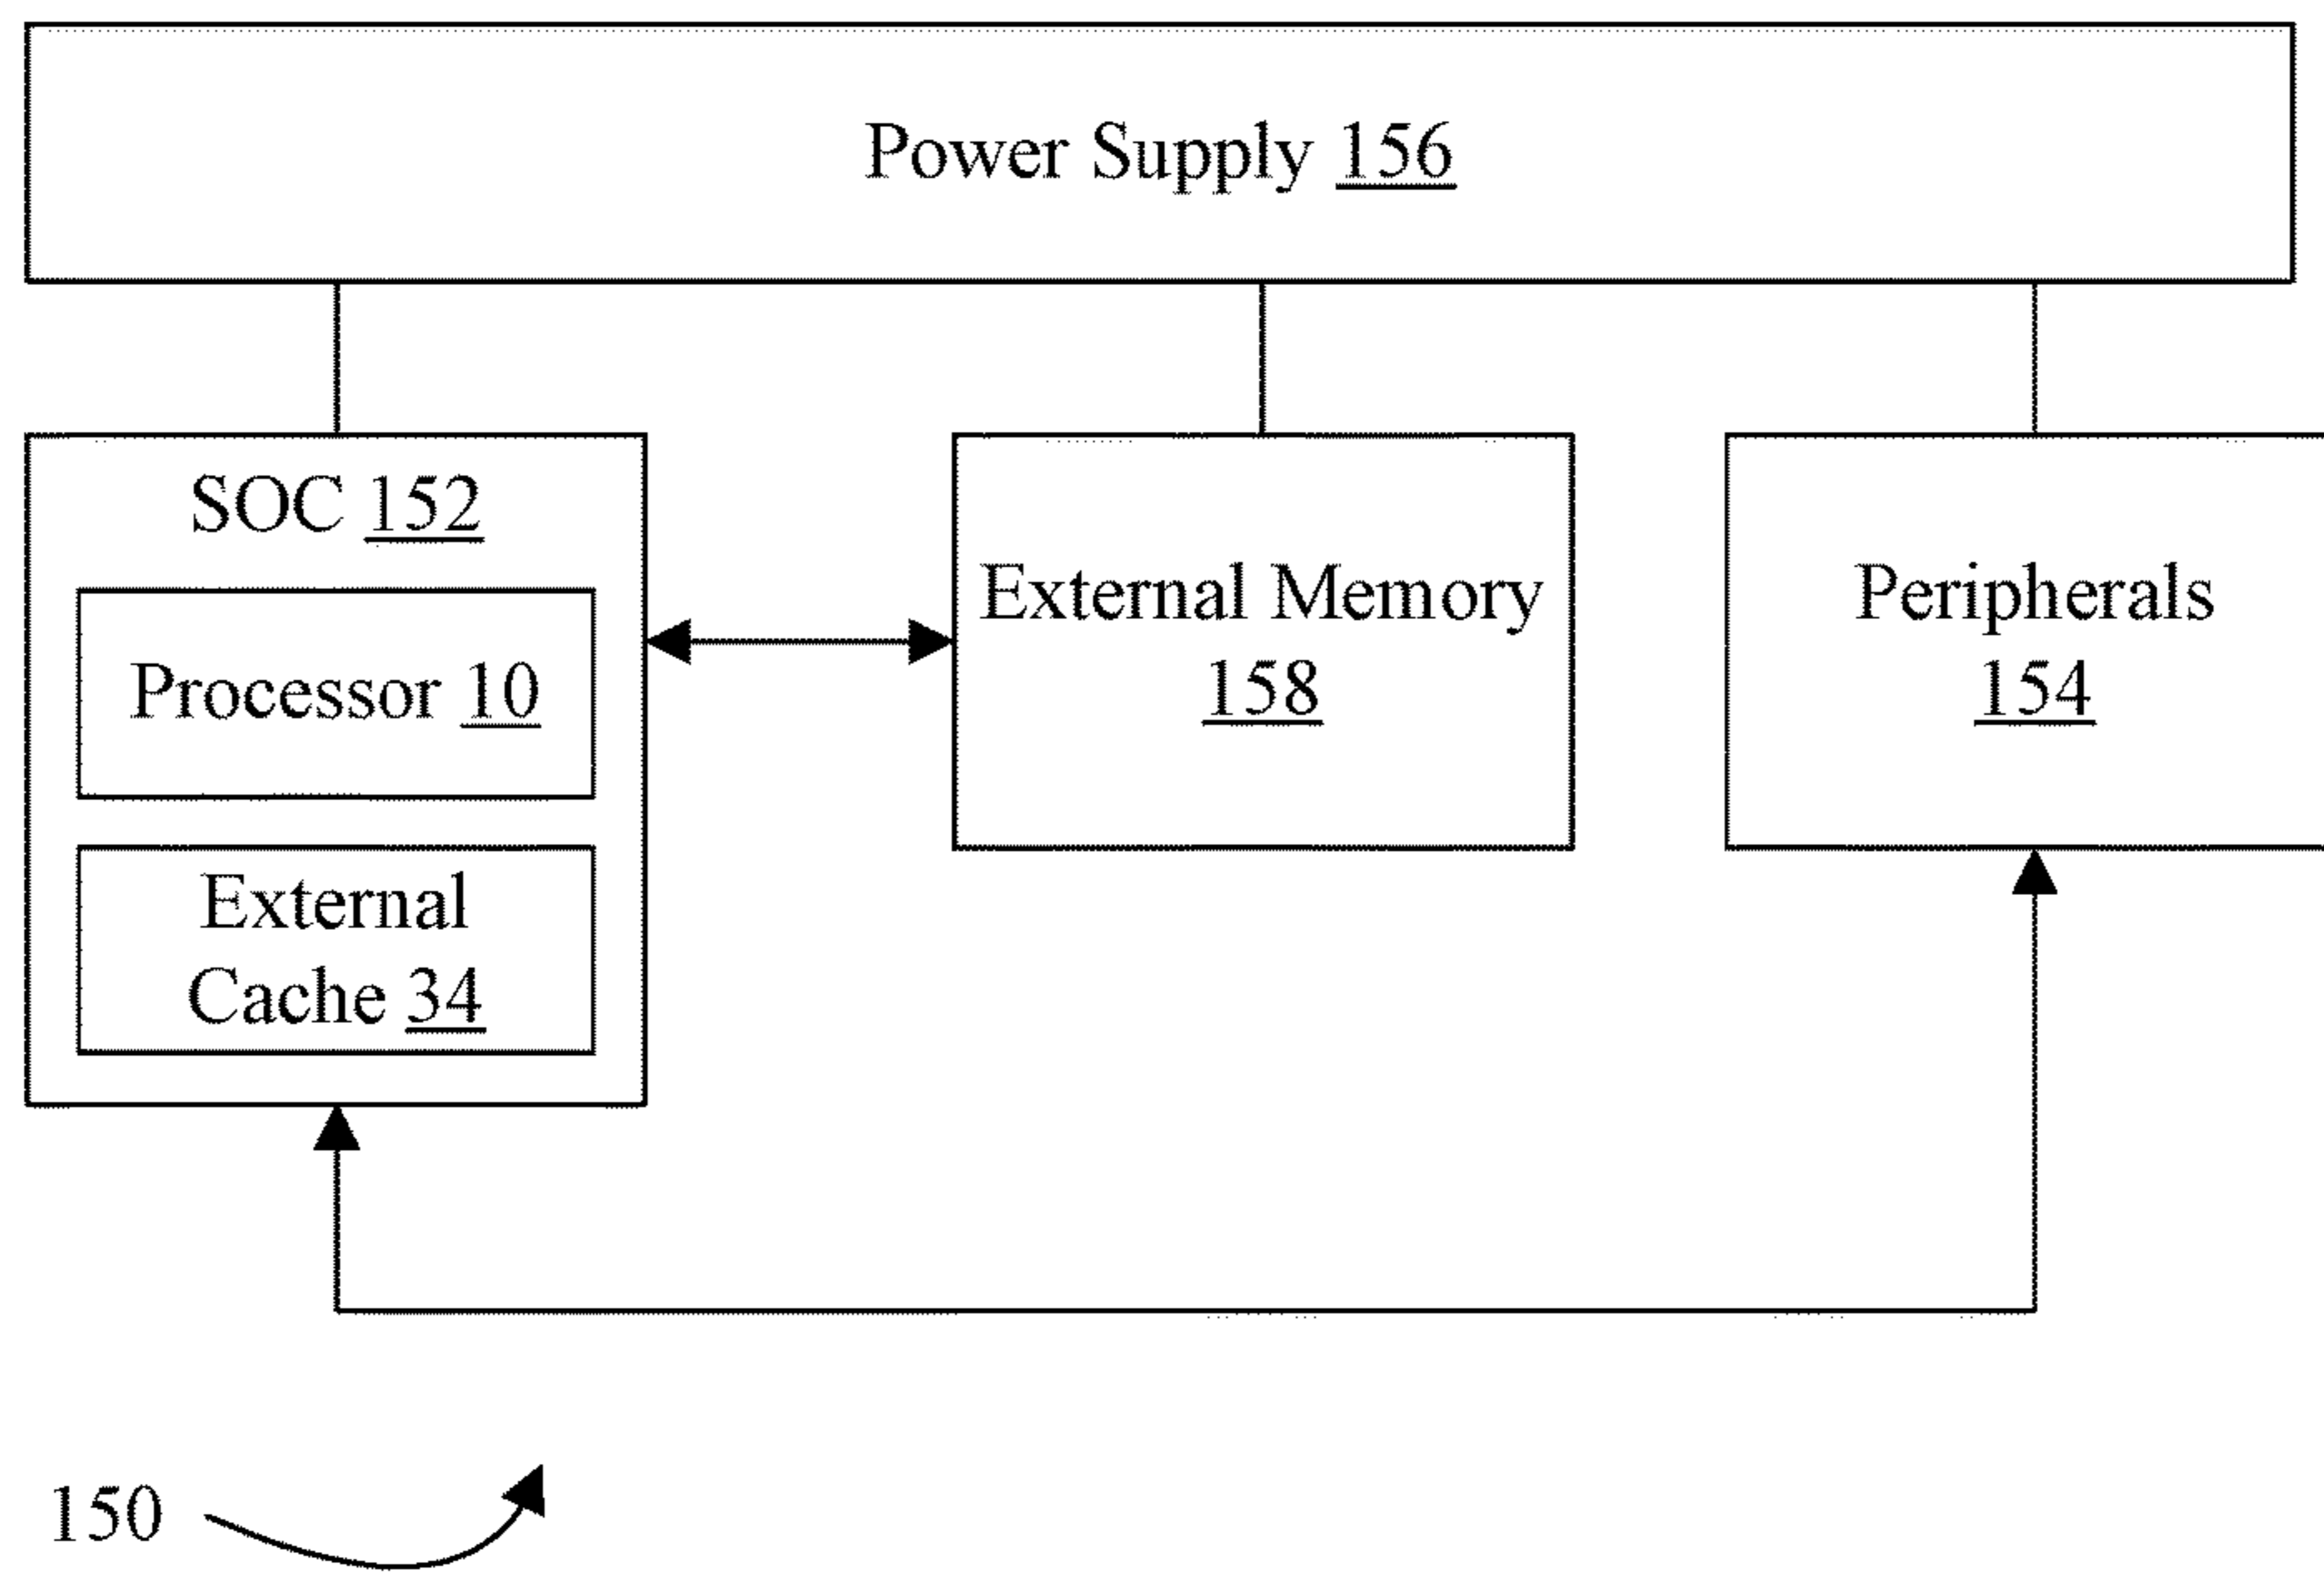 Power Supply 156
SOC 152
Processor 10
External
Cache 34
External Memory
158
Peripherals
154
150